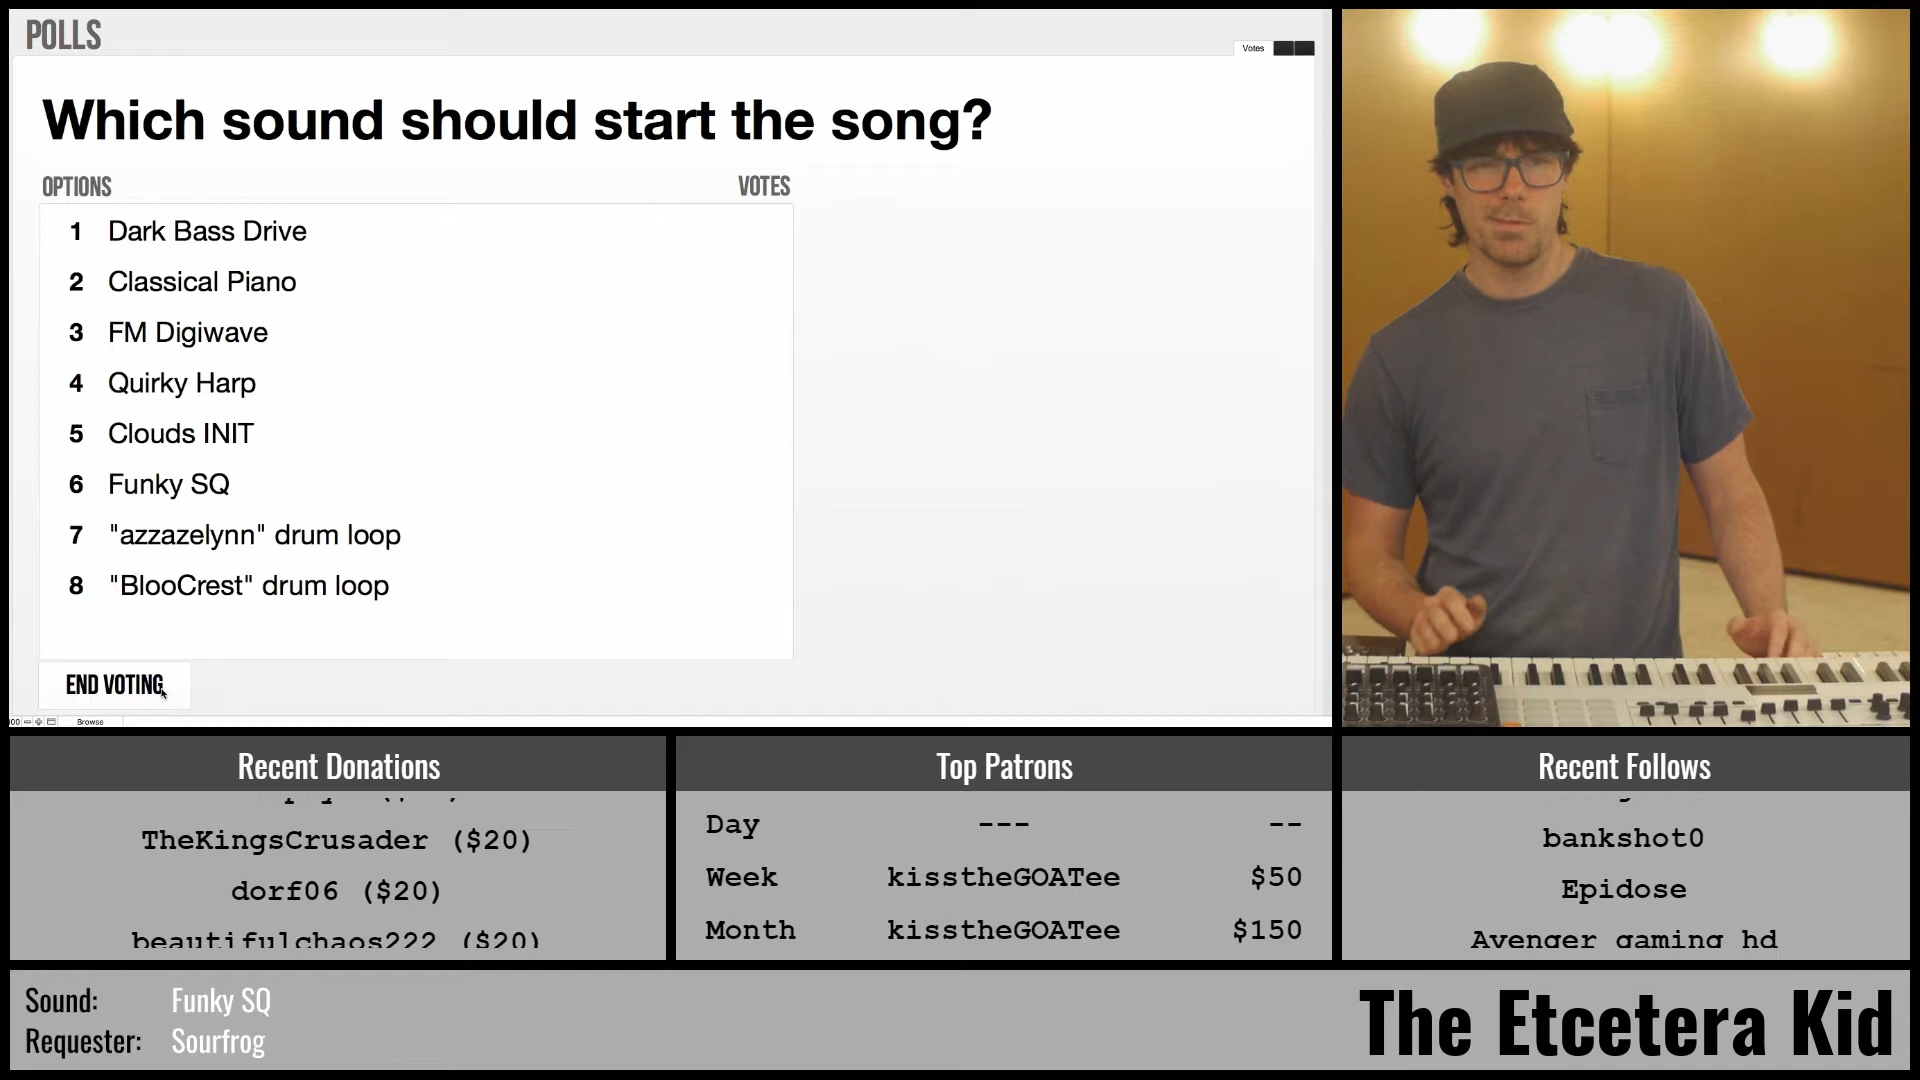 POLLS
Votes
Which sound should start the song?
OPTIONS VOTES
1 Dark Bass Drive
2 Classical Piano
3 FM Digiwave
4 Quirky Harp
5 Clouds INIT
6 Funky SQ
7 "azzazelynn" drum loop
8 "BlooCrest" drum loop
END VOTING
Browse
Recent Donations
TheKingsCrusader ($20)
dorf06 ($20)
beautifulchaos222 ($20)
Top Patrons
Day --- --
Week kisstheGOATee $50
Month kisstheGOATee $150
Recent Follows
bankshot0
Epidose
Avenger gaming hd
Sound: Funky SQ
Requester: Sourfrog
The Etcetera Kid